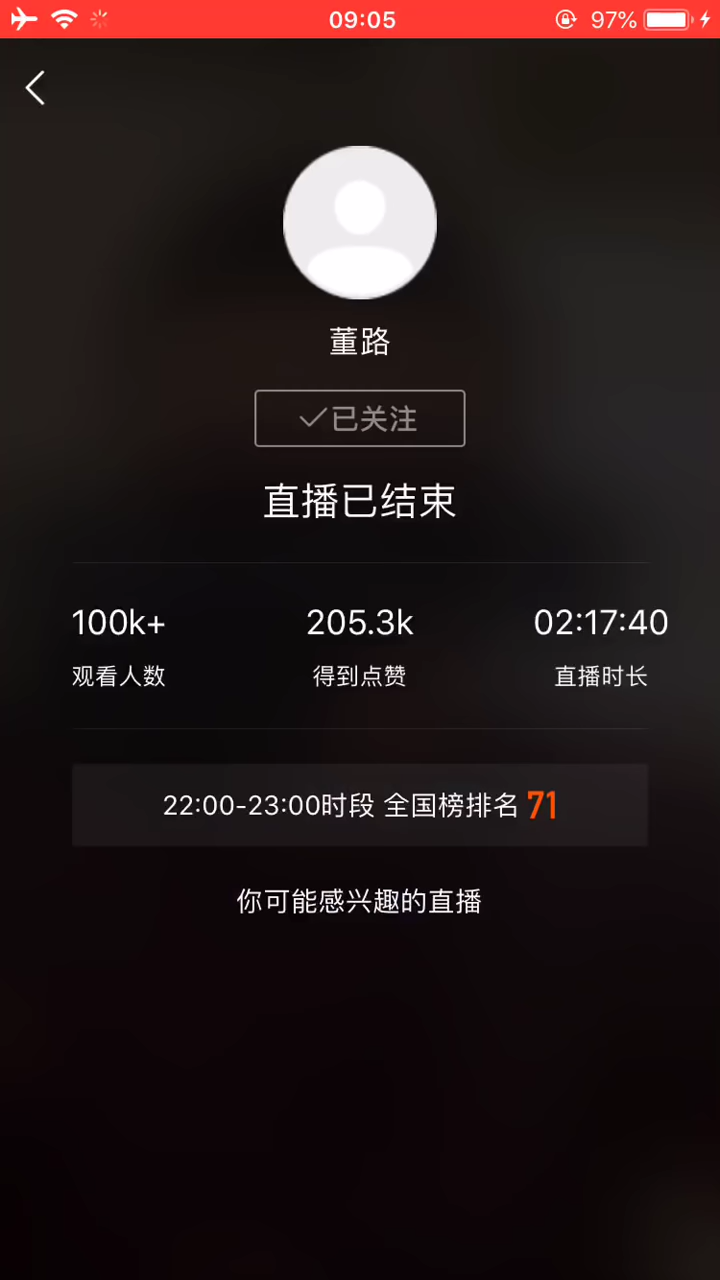 09:05
97%
董路
已关注
直播已结束
100k+ 205.3k 02:17:40
观看人数 得到点赞 直播时长
22:00-23:00时段 全国榜排名 71
你可能感兴趣的直播